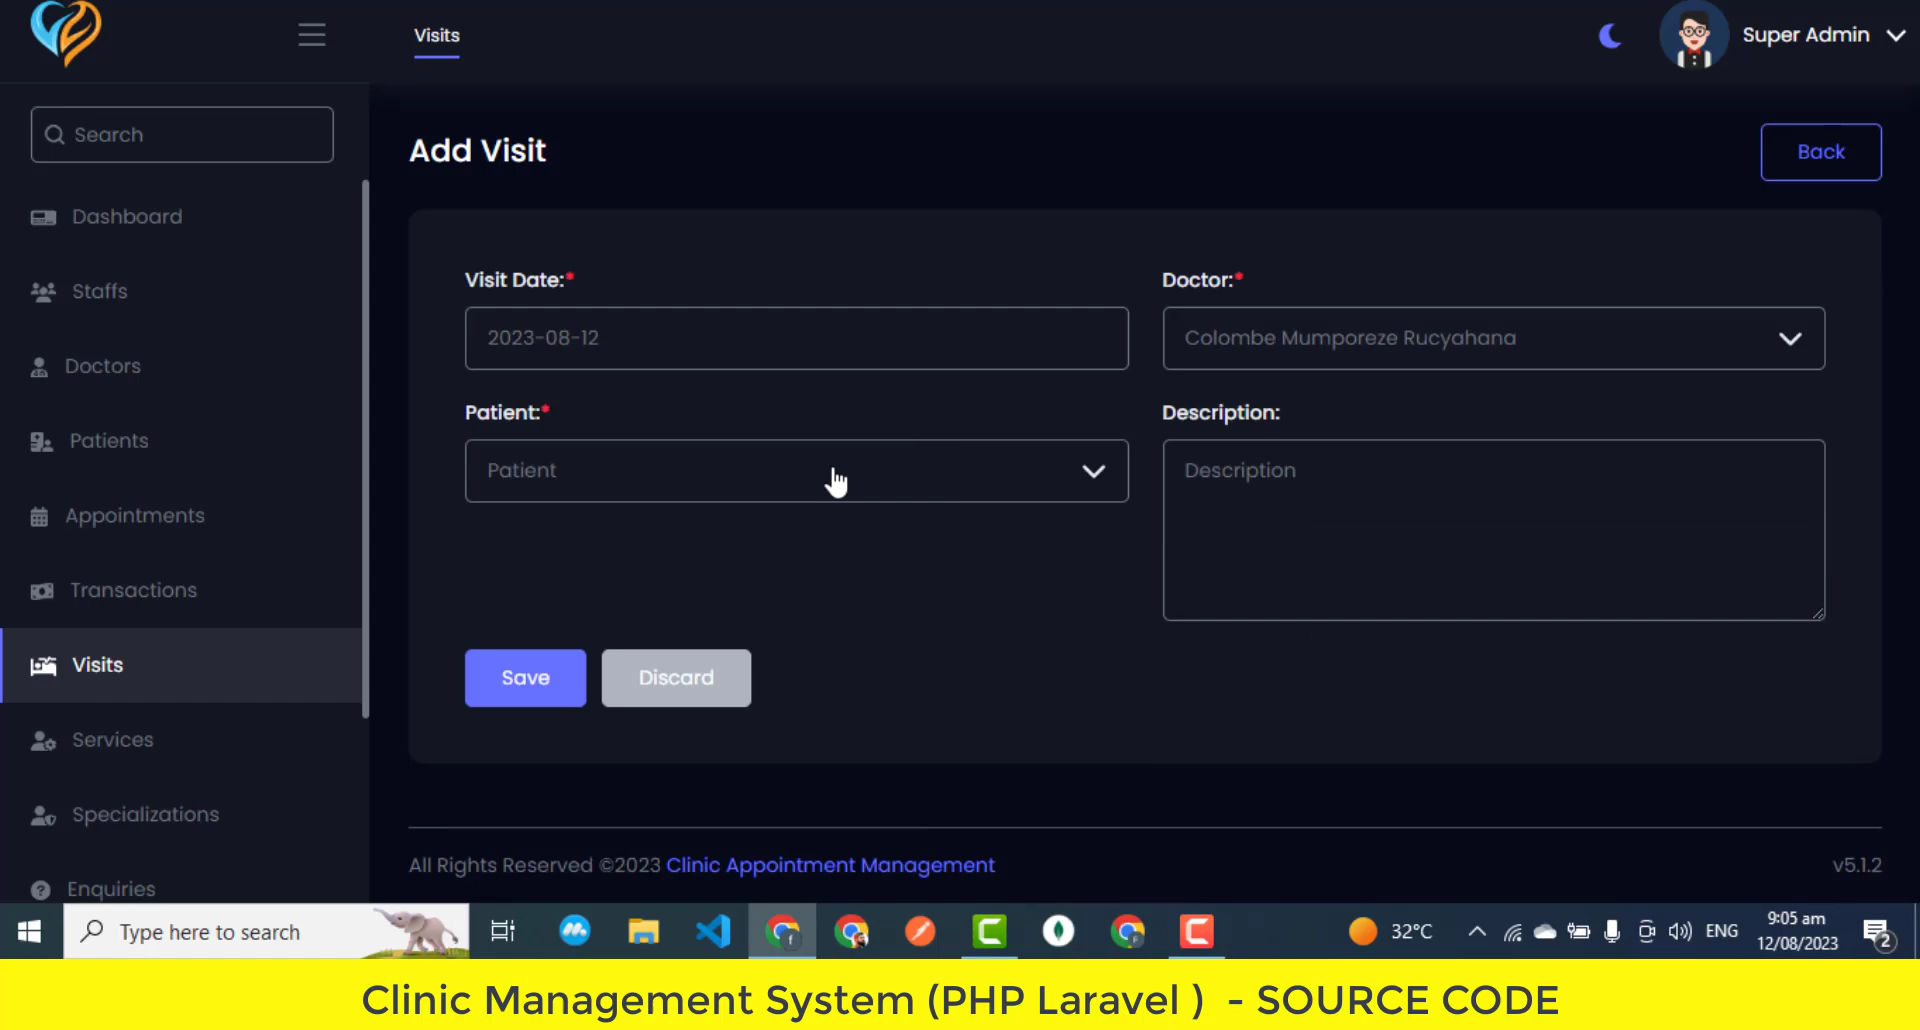 Visits
Super Admin
Search
Add Visit
Back
Dashboard
Staffs
Doctors
Patients
Appointments
Transactions
Visits
Services
Specializations
Enquiries
Visit Date:*
2023-08-12
Doctor:*
Colombe Mumporeze Rucyahana
Patient:*
Patient
Description:
Description
Save
Discard
All Rights Reserved ©2023 Clinic Appointment Management
v5.1.2
Type here to search
32°C
ENG
9:05 am
12/08/2023
2
Clinic Management System (PHP Laravel ) - SOURCE CODE